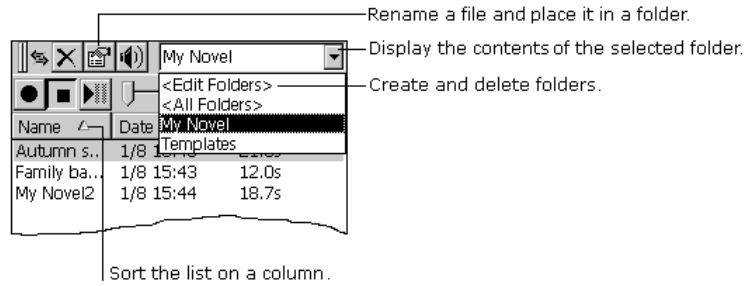 Rename a file and place it in a folder.
My Novel
Display the contents of the selected folder.
<Edit Folders>
Create and delete folders.
<All Folders>
My Novel
Templates
Name
Date
Autumn s..
1/8
Family ba...
1/8 15:43
12.0s
My Novel2
1/8 15:44
18.7s
Sort the list on a column.